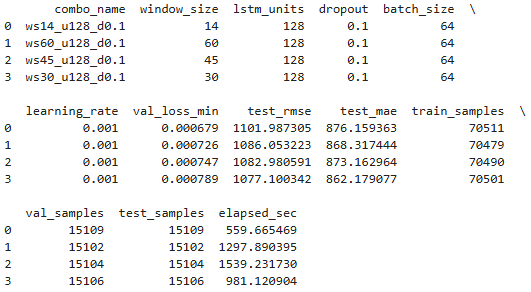 combo_name window_size lstm_units dropout batch_size \
0 ws14_u128_d0.1 14 128 0.1 64
1 ws60_u128_d0.1 60 128 0.1 64
2 ws45_u128_d0.1 45 128 0.1 64
3 ws30_u128_d0.1 30 128 0.1 64
learning_rate val_loss_min test_rmse test_mae train_samples \
0 0.001 0.000679 1101.987305 876.159363 70511
1 0.001 0.000726 1086.053223 868.317444 70479
2 0.001 0.000747 1082.980591 873.162964 70490
3 0.001 0.000789 1077.100342 862.179077 70501
val_samples test_samples elapsed_sec
0 15109 15109 559.665469
1 15102 15102 1297.890395
2 15104 15104 1539.231730
3 15106 15106 981.120904